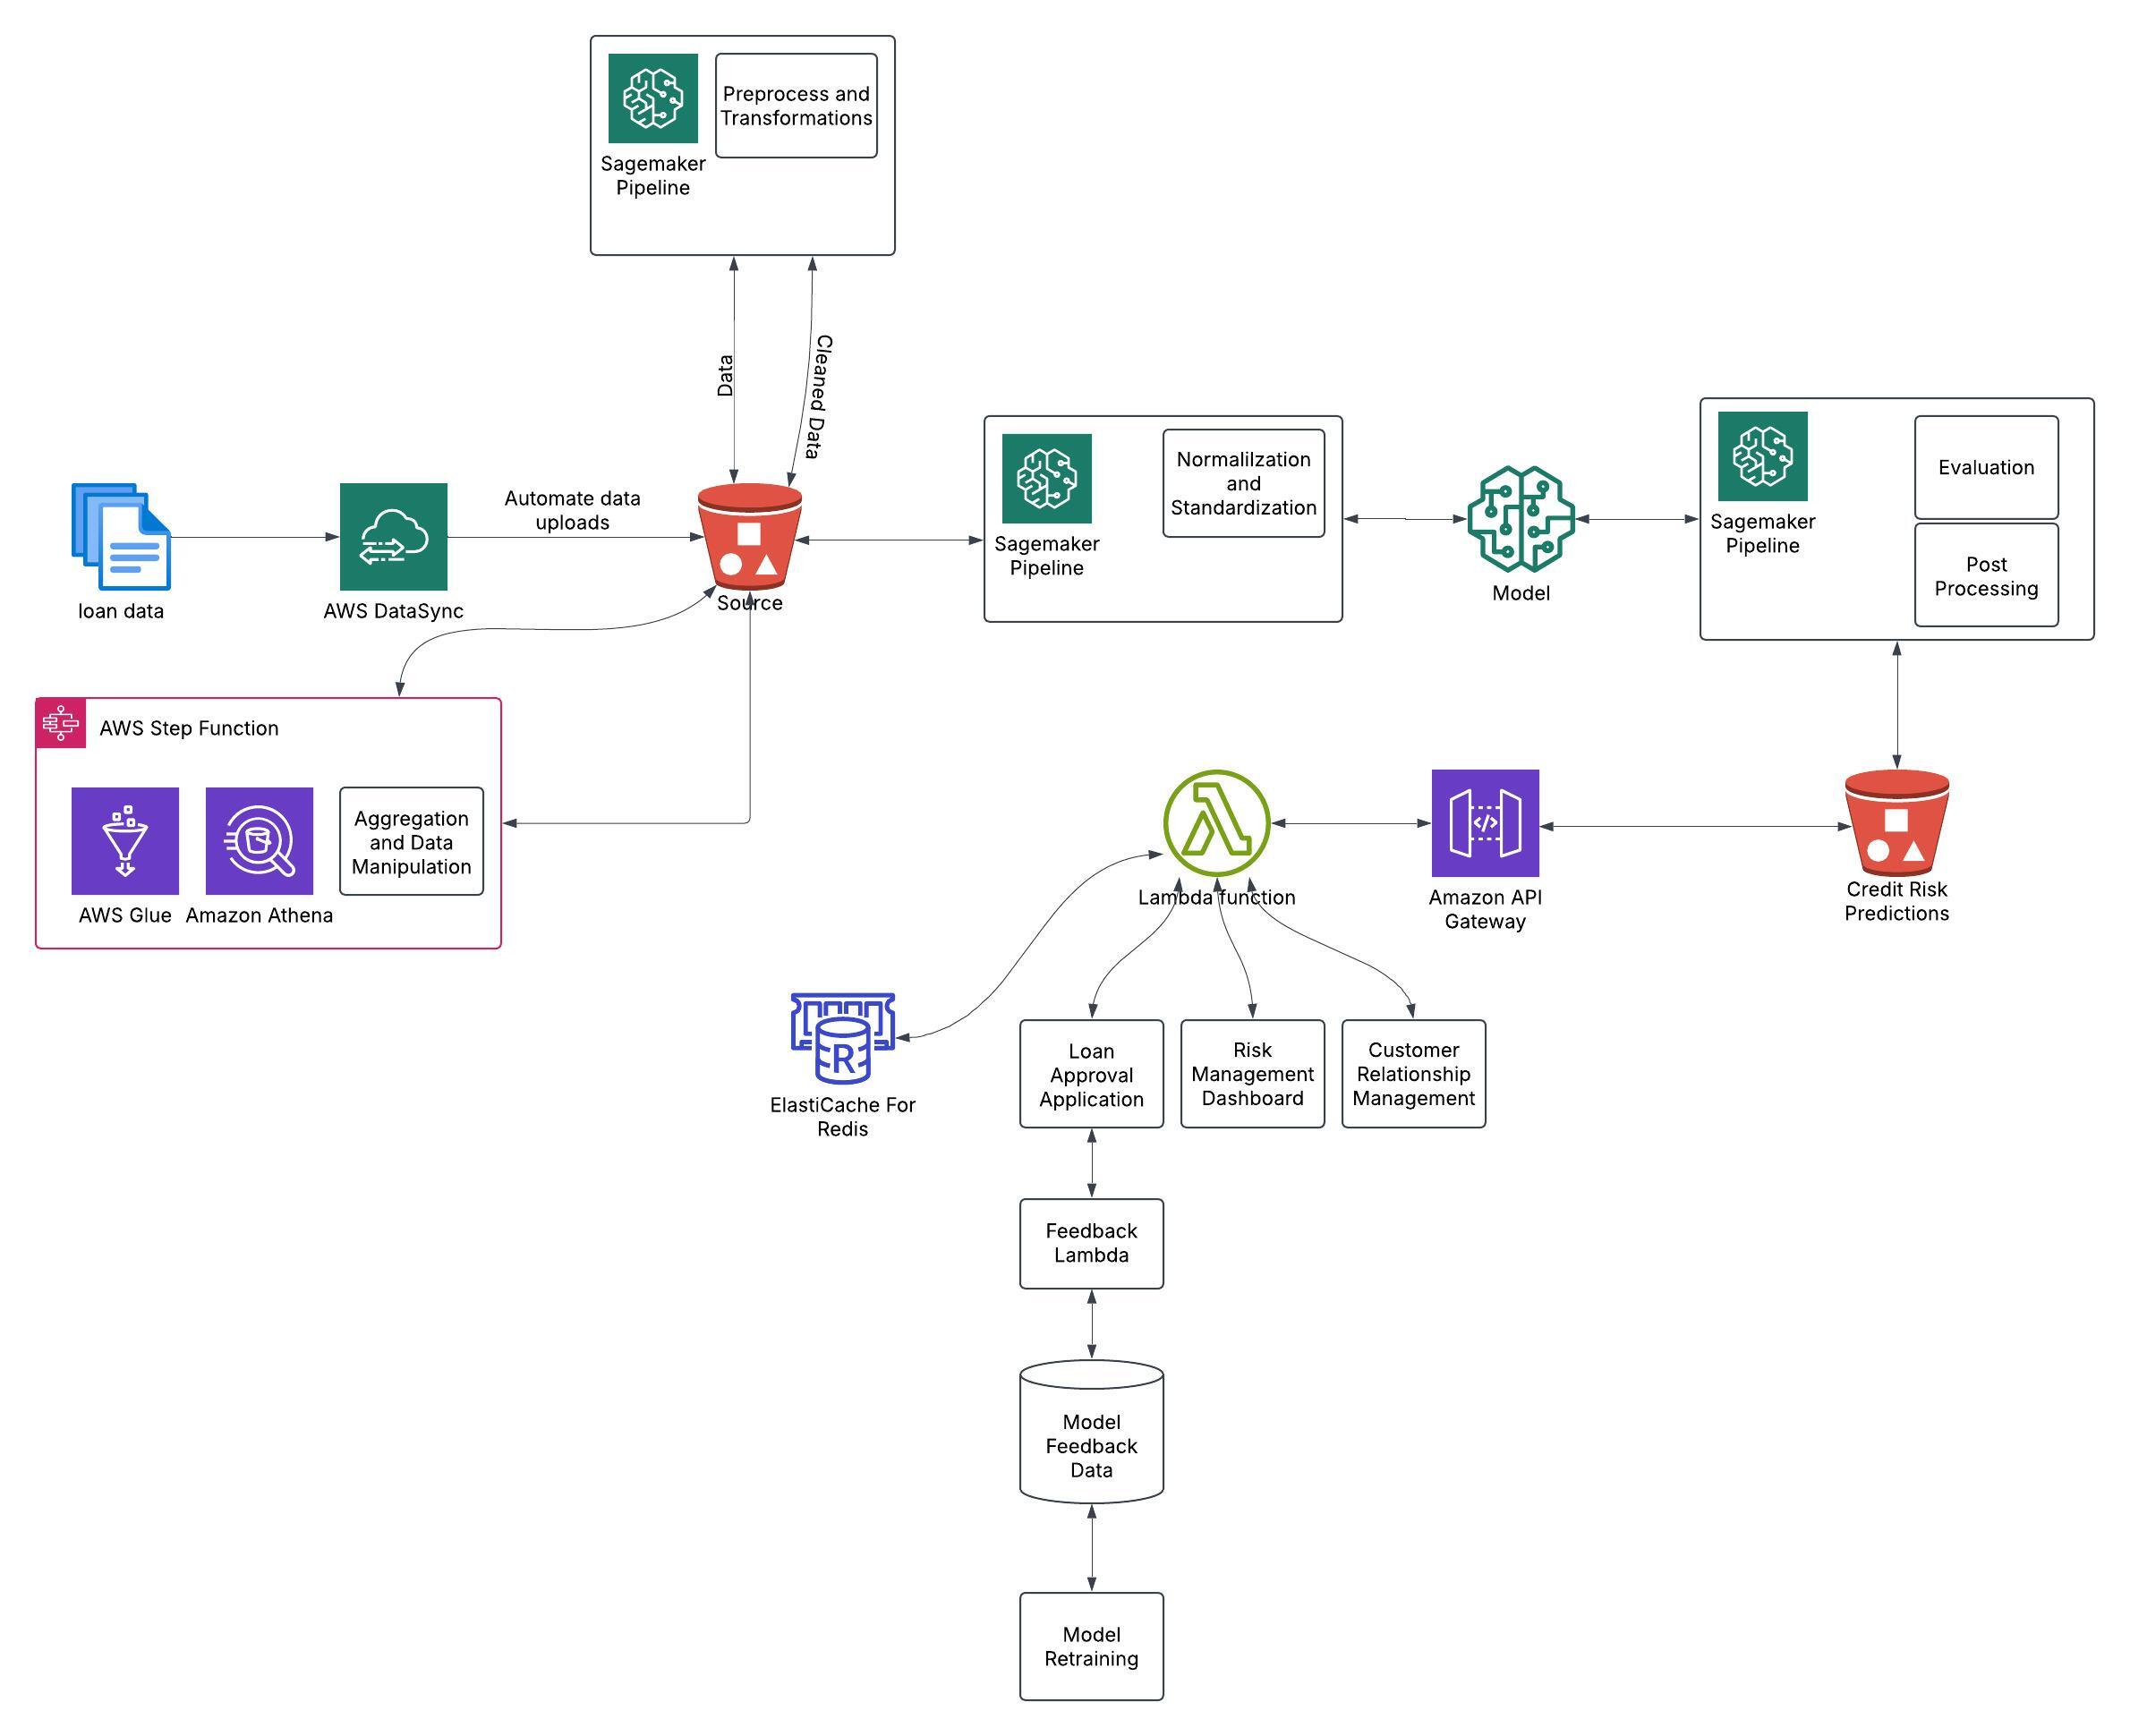 Preprocess and
Transformations
Sagemaker
Pipeline
Data
Cleaned Data
loan data
AWS DataSync
Automate data
uploads
Source
Sagemaker
Pipeline
Normalilzation
and
Standardization
Model
Sagemaker
Pipeline
Evaluation
Post
Processing
AWS Step Function
AWS Glue
Amazon Athena
Aggregation
and Data
Manipulation
Lambda function
</>
Amazon API
Gateway
Credit Risk
Predictions
R
ElastiCache For
Redis
Loan
Approval
Application
Risk
Management
Dashboard
Customer
Relationship
Management
Feedback
Lambda
Model
Feedback
Data
Model
Retraining